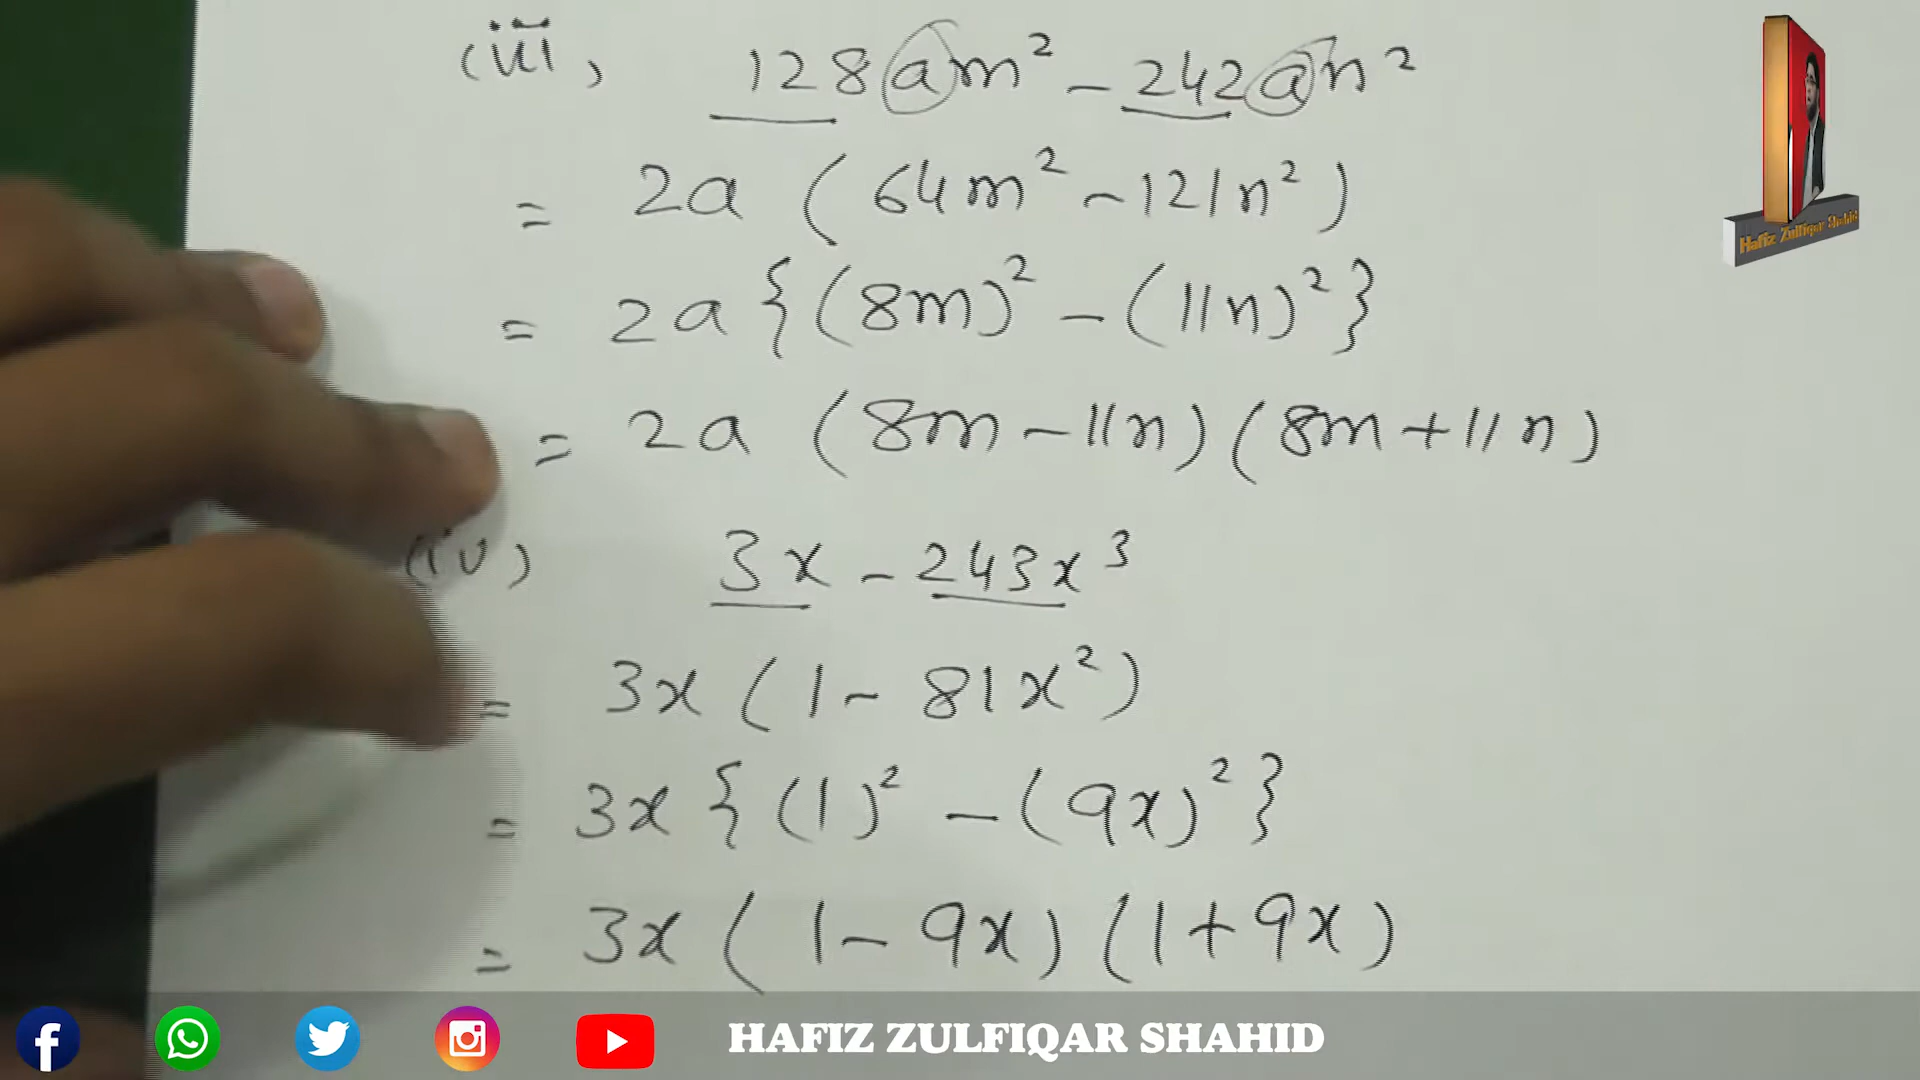 (iii) 128am² - 242an²
= 2a (64m² - 121n²)
= 2a {(8m)² - (11n)²}
= 2a (8m - 11n) (8m + 11n)
(iv) 3x - 243x³
= 3x (1 - 81x²)
= 3x {(1)² - (9x)²}
= 3x (1 - 9x) (1 + 9x)
Hafiz Zulfiqar Shahid
HAFIZ ZULFIQAR SHAHID